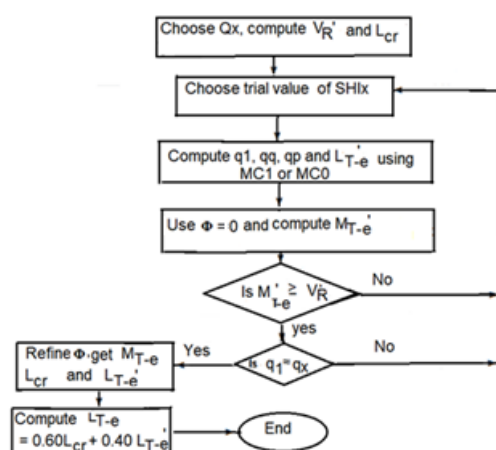 Choose Qx, compute V_R' and L_cr
Choose trial value of SHIx
Compute q1, qq, qp and L_T-e' using
MC1 or MC0
Use Φ = 0 and compute M_T-e'
Is M_T-e' ≥ V_R'
No
yes
Is q₁=qₓ
No
Yes
Refine Φ, get M_T-e
L_cr and L_T-e'
Compute L_T-e
= 0.60L_cr + 0.40 L_T-e'
End